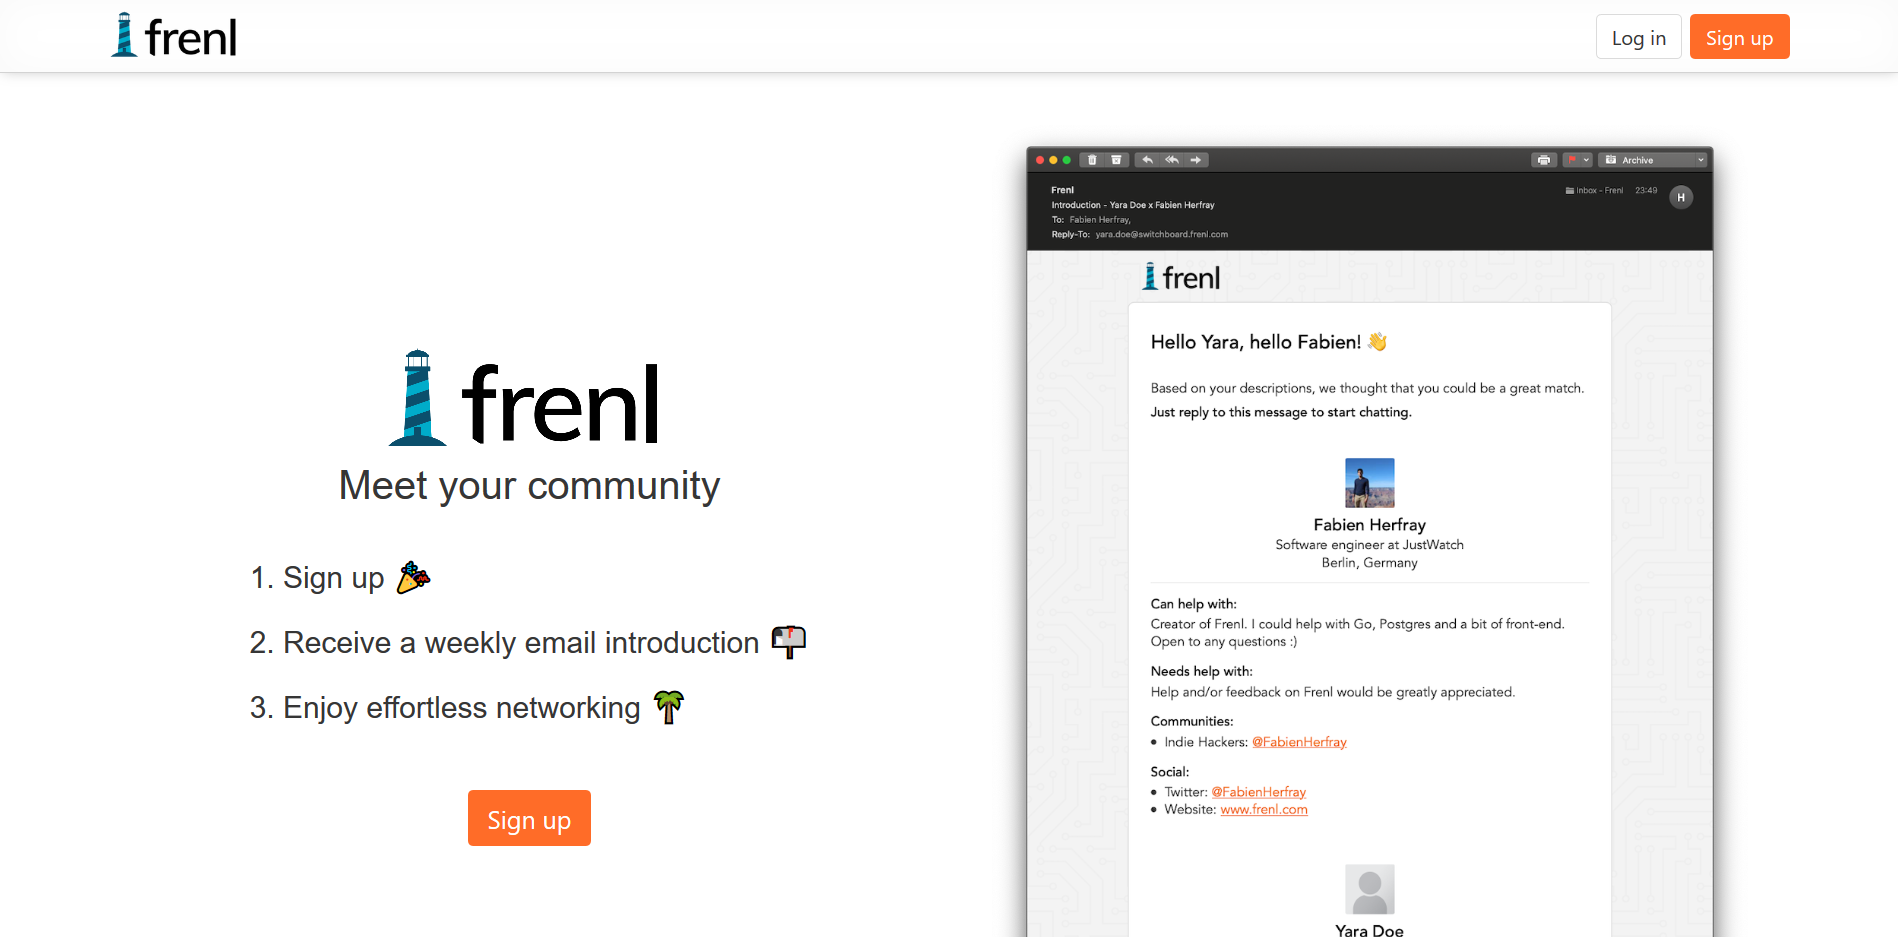 frenl
Log in
Sign up
frenl
Meet your community
1. Sign up
2. Receive a weekly email introduction
3. Enjoy effortless networking
Sign up
Archive
Frenl
Inbox - Frenl 23:49
H
Introduction - Yara Doe x Fabien Herfray
To: Fabien Herfray,
Reply-To: yara.doe@switchboard.frenl.com
frenl
Hello Yara, hello Fabien!
Based on your descriptions, we thought that you could be a great match.
Just reply to this message to start chatting.
Fabien Herfray
Software engineer at JustWatch
Berlin, Germany
Can help with:
Creator of Frenl. I could help with Go, Postgres and a bit of front-end.
Open to any questions :)
Needs help with:
Help and/or feedback on Frenl would be greatly appreciated.
Communities:
• Indie Hackers: @FabienHerfray
Social:
• Twitter: @FabienHerfray
• Website: www.frenl.com
Yara Doe